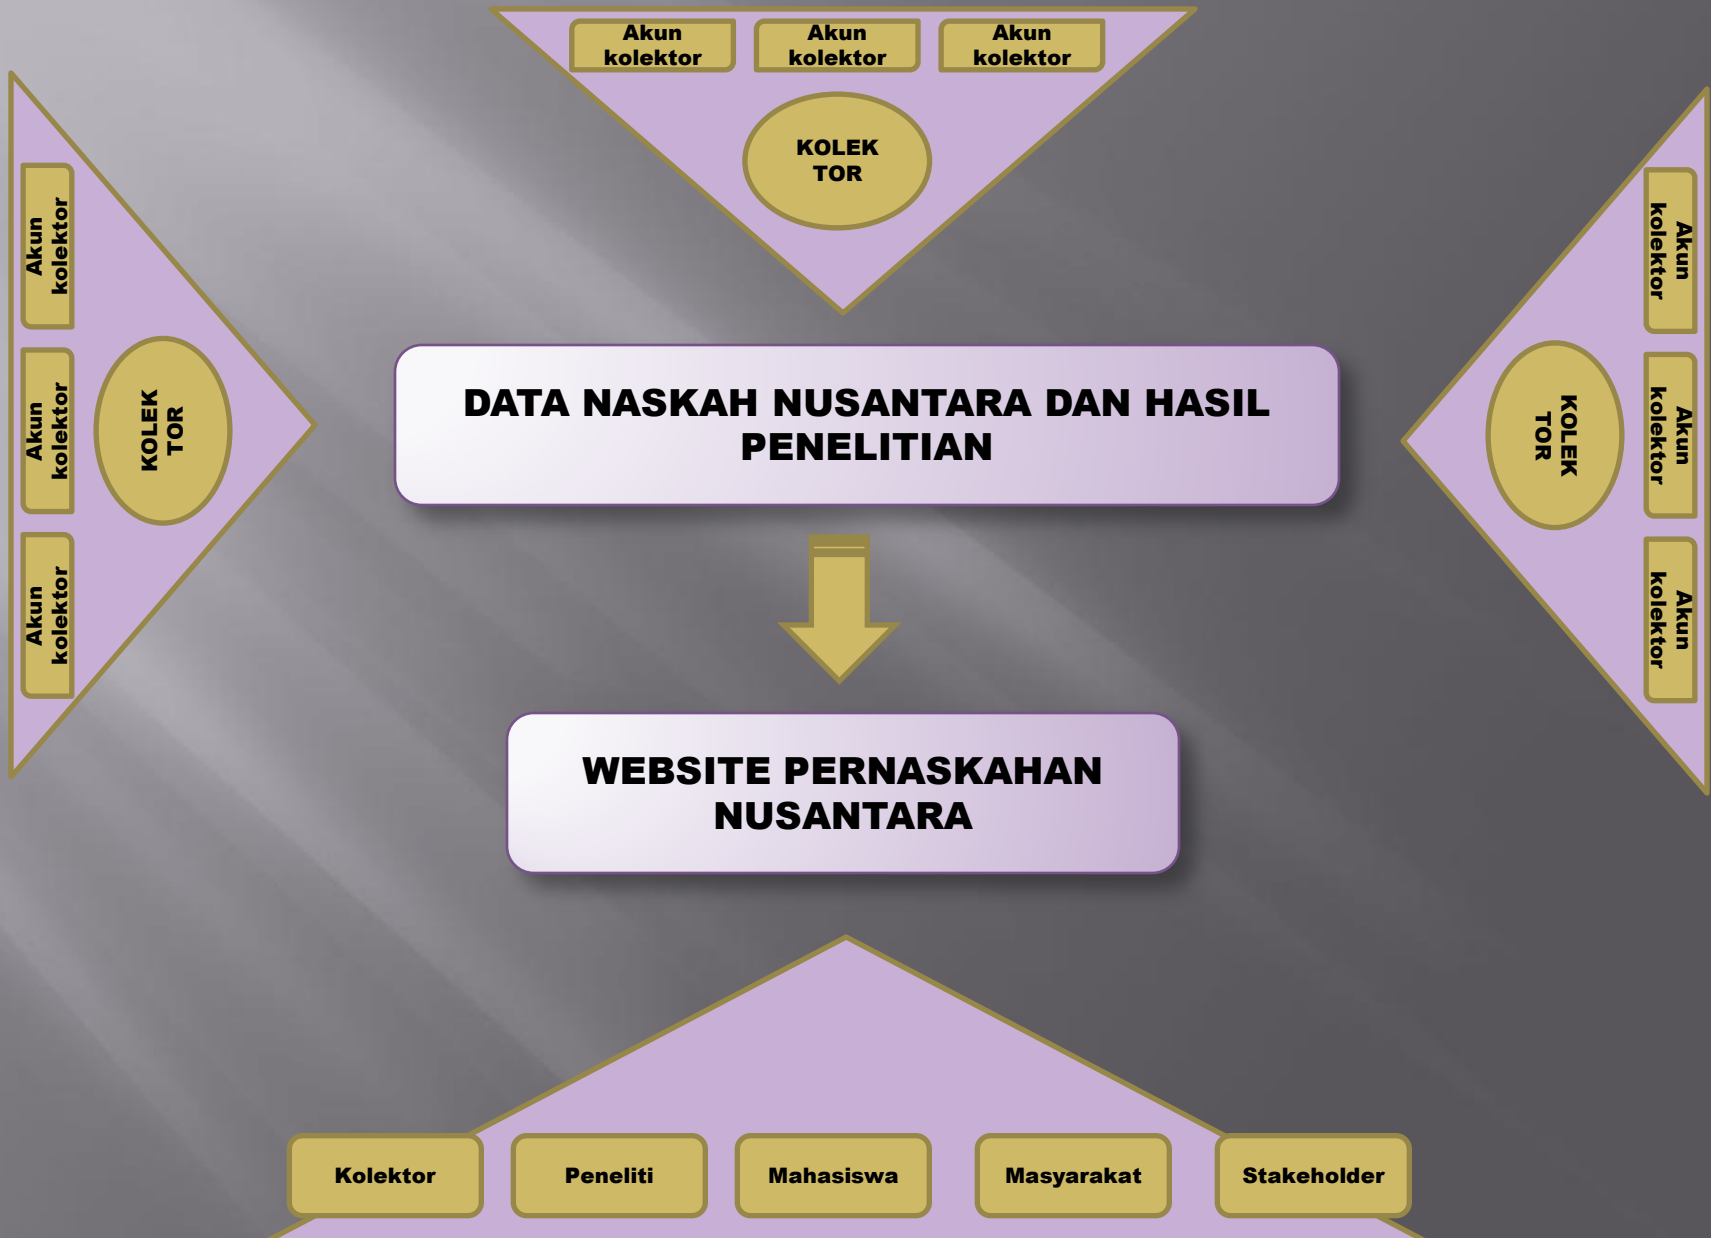 Akun
kolektor
Akun
kolektor
Akun
kolektor
KOLEK
TOR
Akun
kolektor
Akun
kolektor
Akun
kolektor
KOLEK
TOR
Akun
kolektor
Akun
kolektor
Akun
kolektor
KOLEK
TOR
DATA NASKAH NUSANTARA DAN HASIL
PENELITIAN
WEBSITE PERNASKAHAN
NUSANTARA
Kolektor
Peneliti
Mahasiswa
Masyarakat
Stakeholder